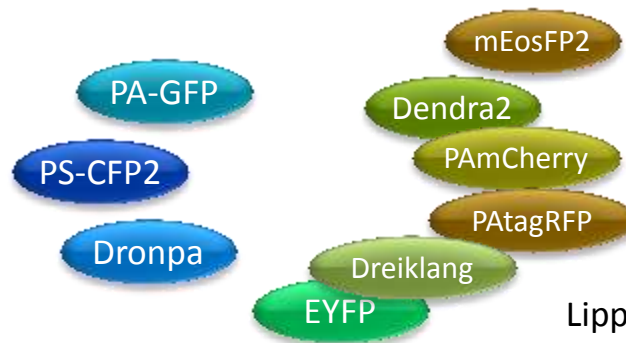 mEosFP2
PA-GFP
Dendra2
PAmCherry
PS-CFP2
PAtagRFP
Dronpa
Dreiklang
EYFP
Lipp